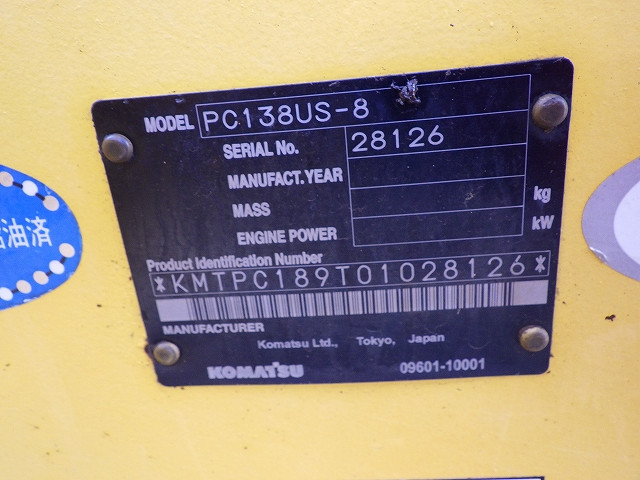 MODEL PC138US-8
SERIAL No. 28126
MANUFACT.YEAR
MASS kg
ENGINE POWER kW
Product Identification Number
*KMTPC189T01028126*
MANUFACTURER
Komatsu Ltd., Tokyo, Japan
KOMATSU 09601-10001
油済